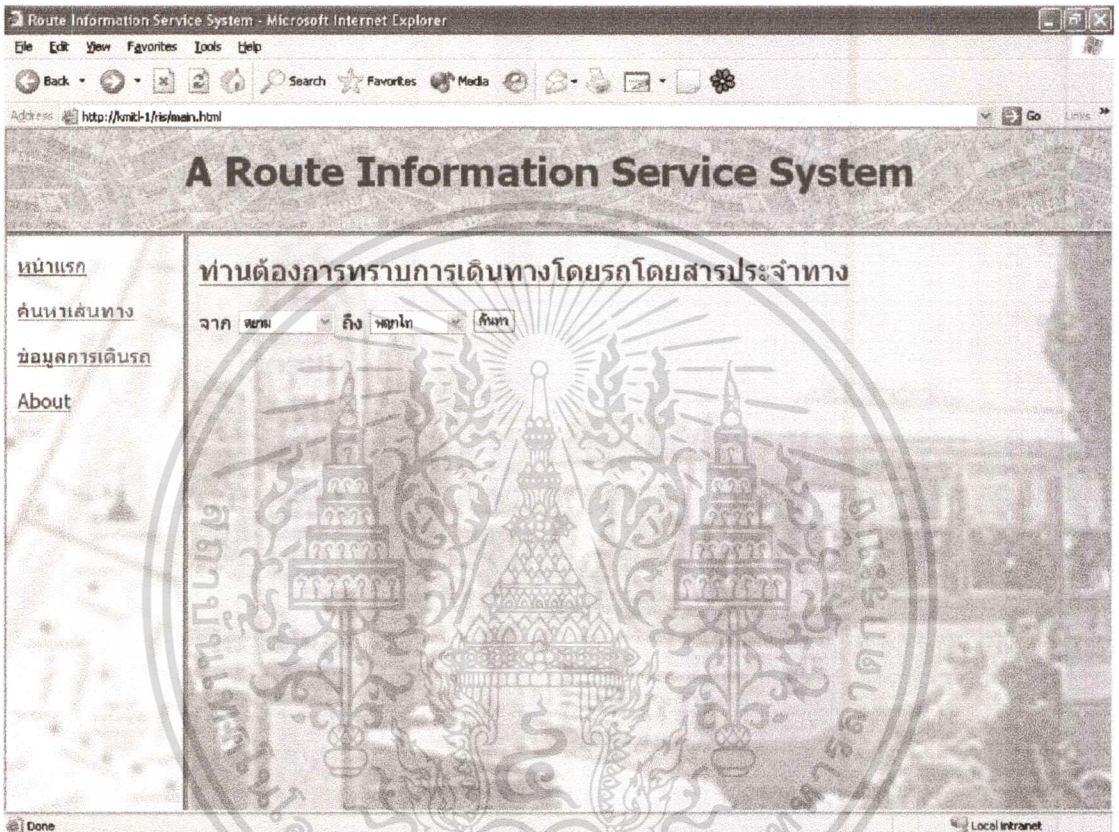 Route Information Service System - Microsoft Internet Explorer
File Edit View Favorites Tools Help
Back Search Favorites Media
Address http://kmitl-1/ris/main.html Go Links »
A Route Information Service System
หน้าแรก
ค้นหาเส้นทาง
ข้อมูลการเดินรถ
About
ท่านต้องการทราบการเดินทางโดยรถโดยสารประจำทาง
จาก สยาม ถึง พญาไท ค้นหา
Done Local intranet